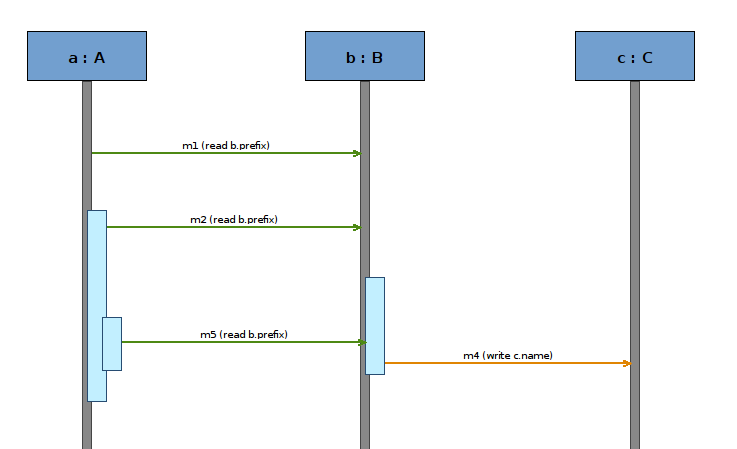 a : A
b : B
c : C
m1 (read b.prefix)
m2 (read b.prefix)
m5 (read b.prefix)
m4 (write c.name)